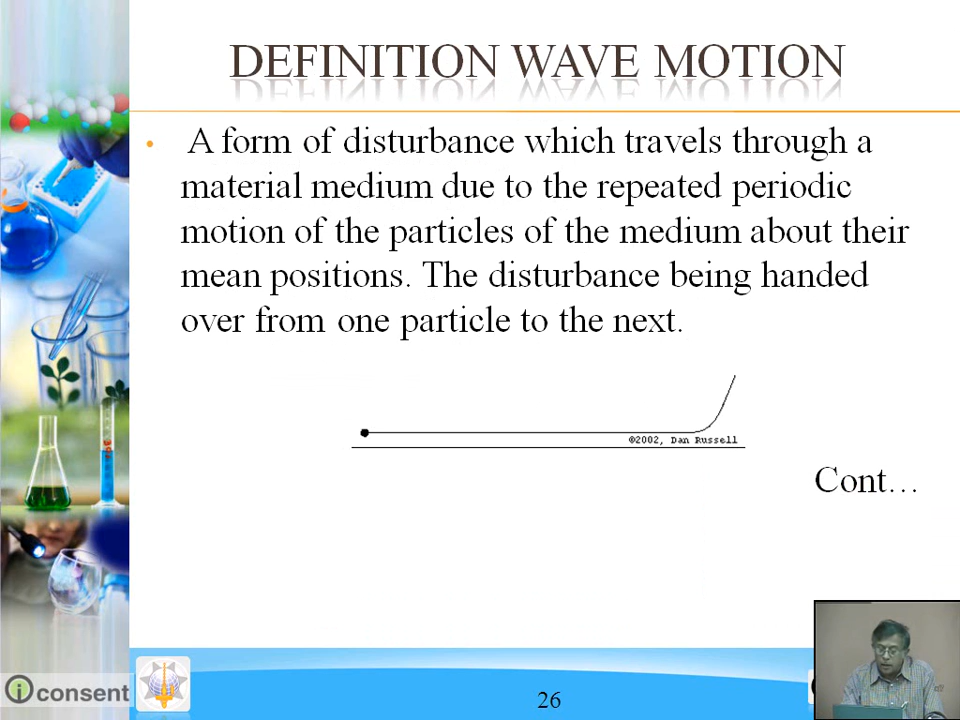 DEFINITION WAVE MOTION
• A form of disturbance which travels through a
material medium due to the repeated periodic
motion of the particles of the medium about their
mean positions. The disturbance being handed
over from one particle to the next.
©2002, Dan Russell
Cont…
iconsent
26